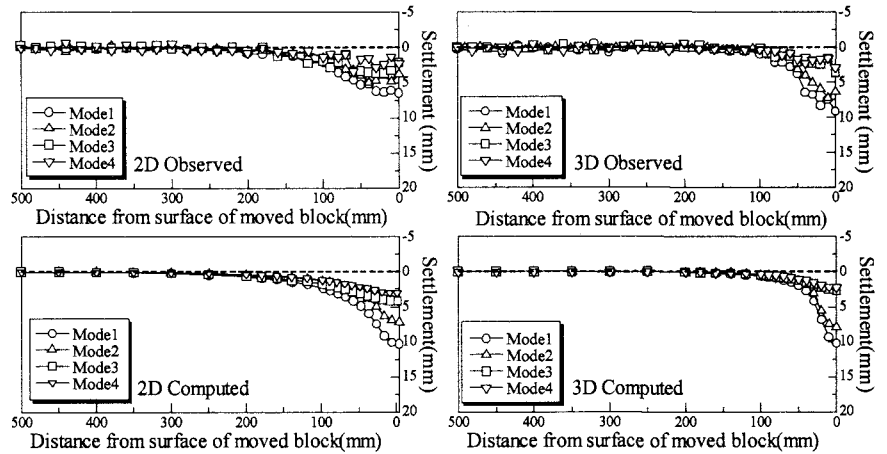 -5
0
5
10
15
20
Settlement (mm)
Mode1
Mode2
Mode3
Mode4
2D Observed
500 400 300 200 100 0
Distance from surface of moved block(mm)
-5
0
5
10
15
20
Settlement (mm)
Mode1
Mode2
Mode3
Mode4
3D Observed
500 400 300 200 100 0
Distance from surface of moved block(mm)
-5
0
5
10
15
20
Settlement(mm)
Mode1
Mode2
Mode3
Mode4
2D Computed
500 400 300 200 100 0
Distance from surface of moved block(mm)
-5
0
5
10
15
20
Settlement(mm)
Mode1
Mode2
Mode3
Mode4
3D Computed
500 400 300 200 100 0
Distance from surface of moved block(mm)